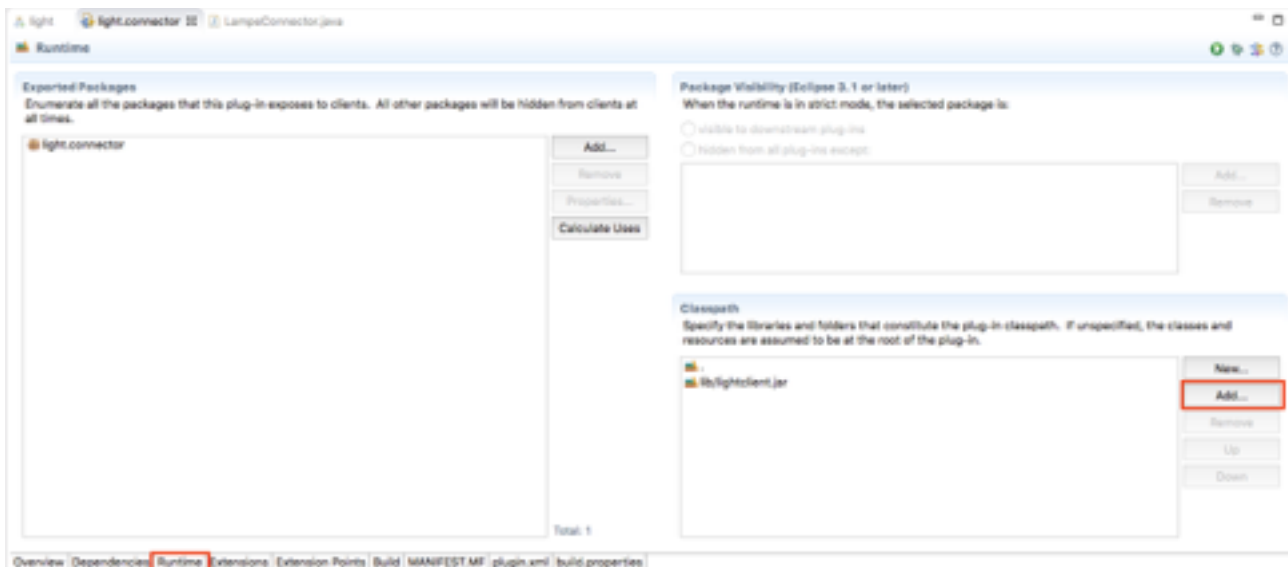 light
light.connector
LampeConnector.java
Runtime
Exported Packages
Enumerate all the packages that this plug-in exposes to clients. All other packages will be hidden from clients at
all times.
light.connector
Add...
Remove
Properties...
Calculate Uses
Total: 1
Package Visibility (Eclipse 3.1 or later)
When the runtime is in strict mode, the selected package is:
visible to downstream plug-ins
hidden from all plug-ins except:
Add...
Remove
Classpath
Specify the libraries and folders that constitute the plug-in classpath. If unspecified, the classes and
resources are assumed to be at the root of the plug-in.
.
lib/lightclient.jar
New...
Add...
Remove
Up
Down
Overview Dependencies Runtime Extensions Extension Points Build MANIFEST.MF plugin.xml build.properties